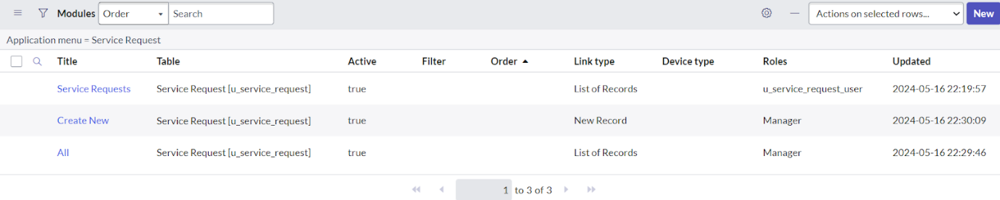 Modules Order Search Actions on selected rows... New
Application menu = Service Request
Title Table Active Filter Order Link type Device type Roles Updated
Service Requests Service Request [u_service_request] true List of Records u_service_request_user 2024-05-16 22:19:57
Create New Service Request [u_service_request] true New Record Manager 2024-05-16 22:30:09
All Service Request [u_service_request] true List of Records Manager 2024-05-16 22:29:46
1 to 3 of 3